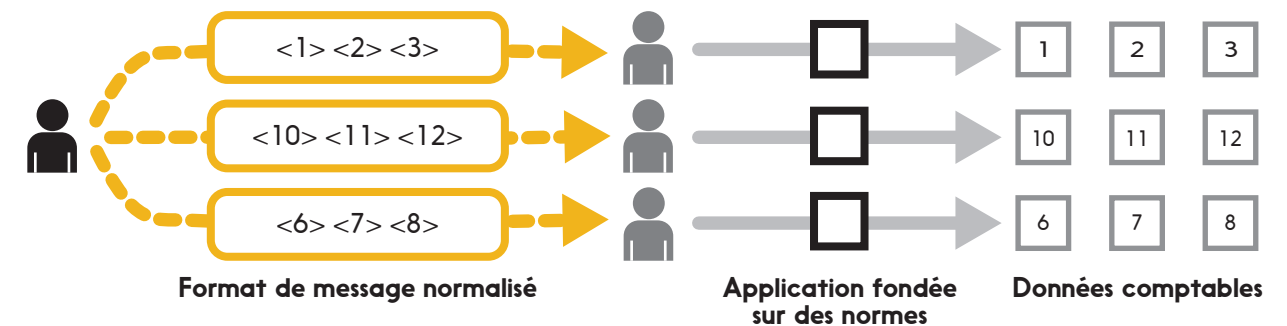 <1> <2> <3>
1 2 3
<10> <11> <12>
10 11 12
<6> <7> <8>
6 7 8
Format de message normalisé
Application fondée
sur des normes
Données comptables